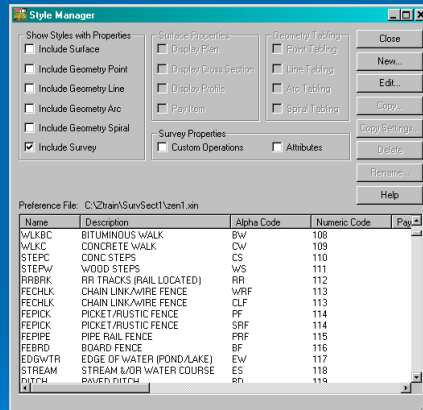 Style Manager
Show Styles with Properties
Include Surface
Include Geometry Point
Include Geometry Line
Include Geometry Arc
Include Geometry Spiral
Include Survey
Surface Properties
Display Plan
Display Cross Section
Display Profile
Pay Item
Geometry Tabling
Point Tabling
Line Tabling
Arc Tabling
Spiral Tabling
Survey Properties
Custom Operations
Attributes
Close
New...
Edit...
Copy...
Copy Settings...
Delete
Rename...
Help
Preference File: C:\Ztrain\SurvSect1\zen1.xin
Name Description Alpha Code Numeric Code Pay
WLKBC BITUMINOUS WALK BW 108
WLKC CONCRETE WALK CW 109
STEPC CONC STEPS CS 110
STEPW WOOD STEPS WS 111
RRBRK RR TRACKS (RAIL LOCATED) RR 112
FECHLK CHAIN LINK/WIRE FENCE WRF 113
FECHLK CHAIN LINK/WIRE FENCE CLF 113
FEPICK PICKET/RUSTIC FENCE PF 114
FEPICK PICKET/RUSTIC FENCE SRF 114
FEPIPE PIPE RAIL FENCE PRF 115
FEBRD BOARD FENCE BF 116
EDGWTR EDGE OF WATER (POND/LAKE) EW 117
STREAM STREAM &/OR WATER COURSE ES 118
DITCH PAVED DITCH BD 119